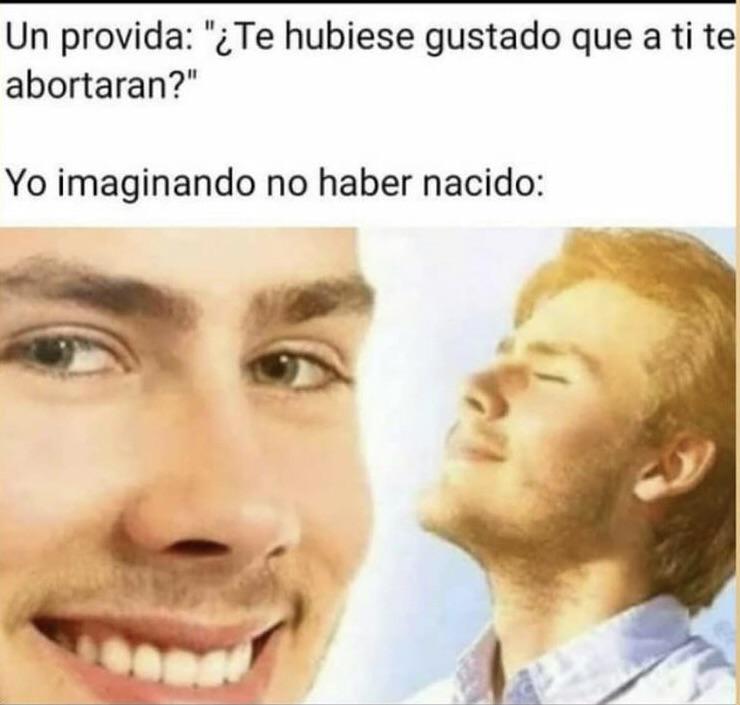 Un provida: "¿Te hubiese gustado que a ti te
abortaran?"
Yo imaginando no haber nacido: